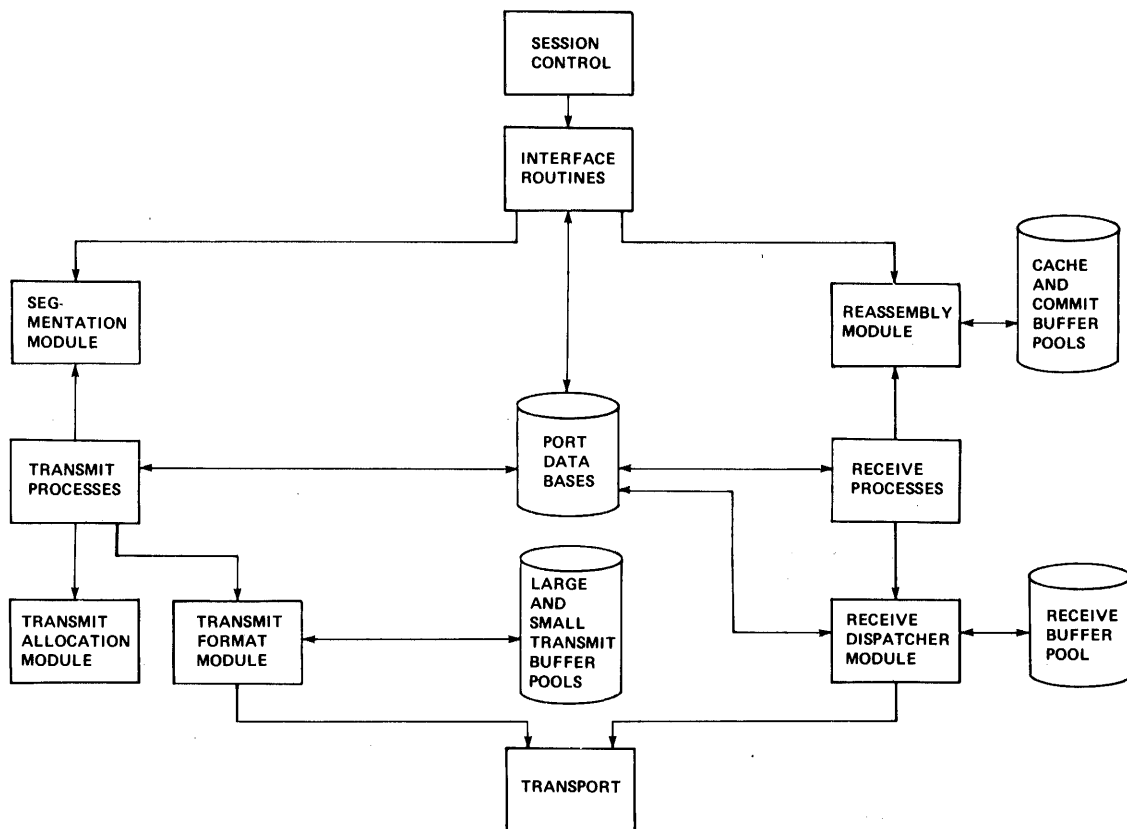 SESSION
CONTROL
INTERFACE
ROUTINES
SEG-
MENTATION
MODULE
REASSEMBLY
MODULE
CACHE
AND
COMMIT
BUFFER
POOLS
TRANSMIT
PROCESSES
PORT
DATA
BASES
RECEIVE
PROCESSES
TRANSMIT
ALLOCATION
MODULE
TRANSMIT
FORMAT
MODULE
LARGE
AND
SMALL
TRANSMIT
BUFFER
POOLS
RECEIVE
DISPATCHER
MODULE
RECEIVE
BUFFER
POOL
TRANSPORT